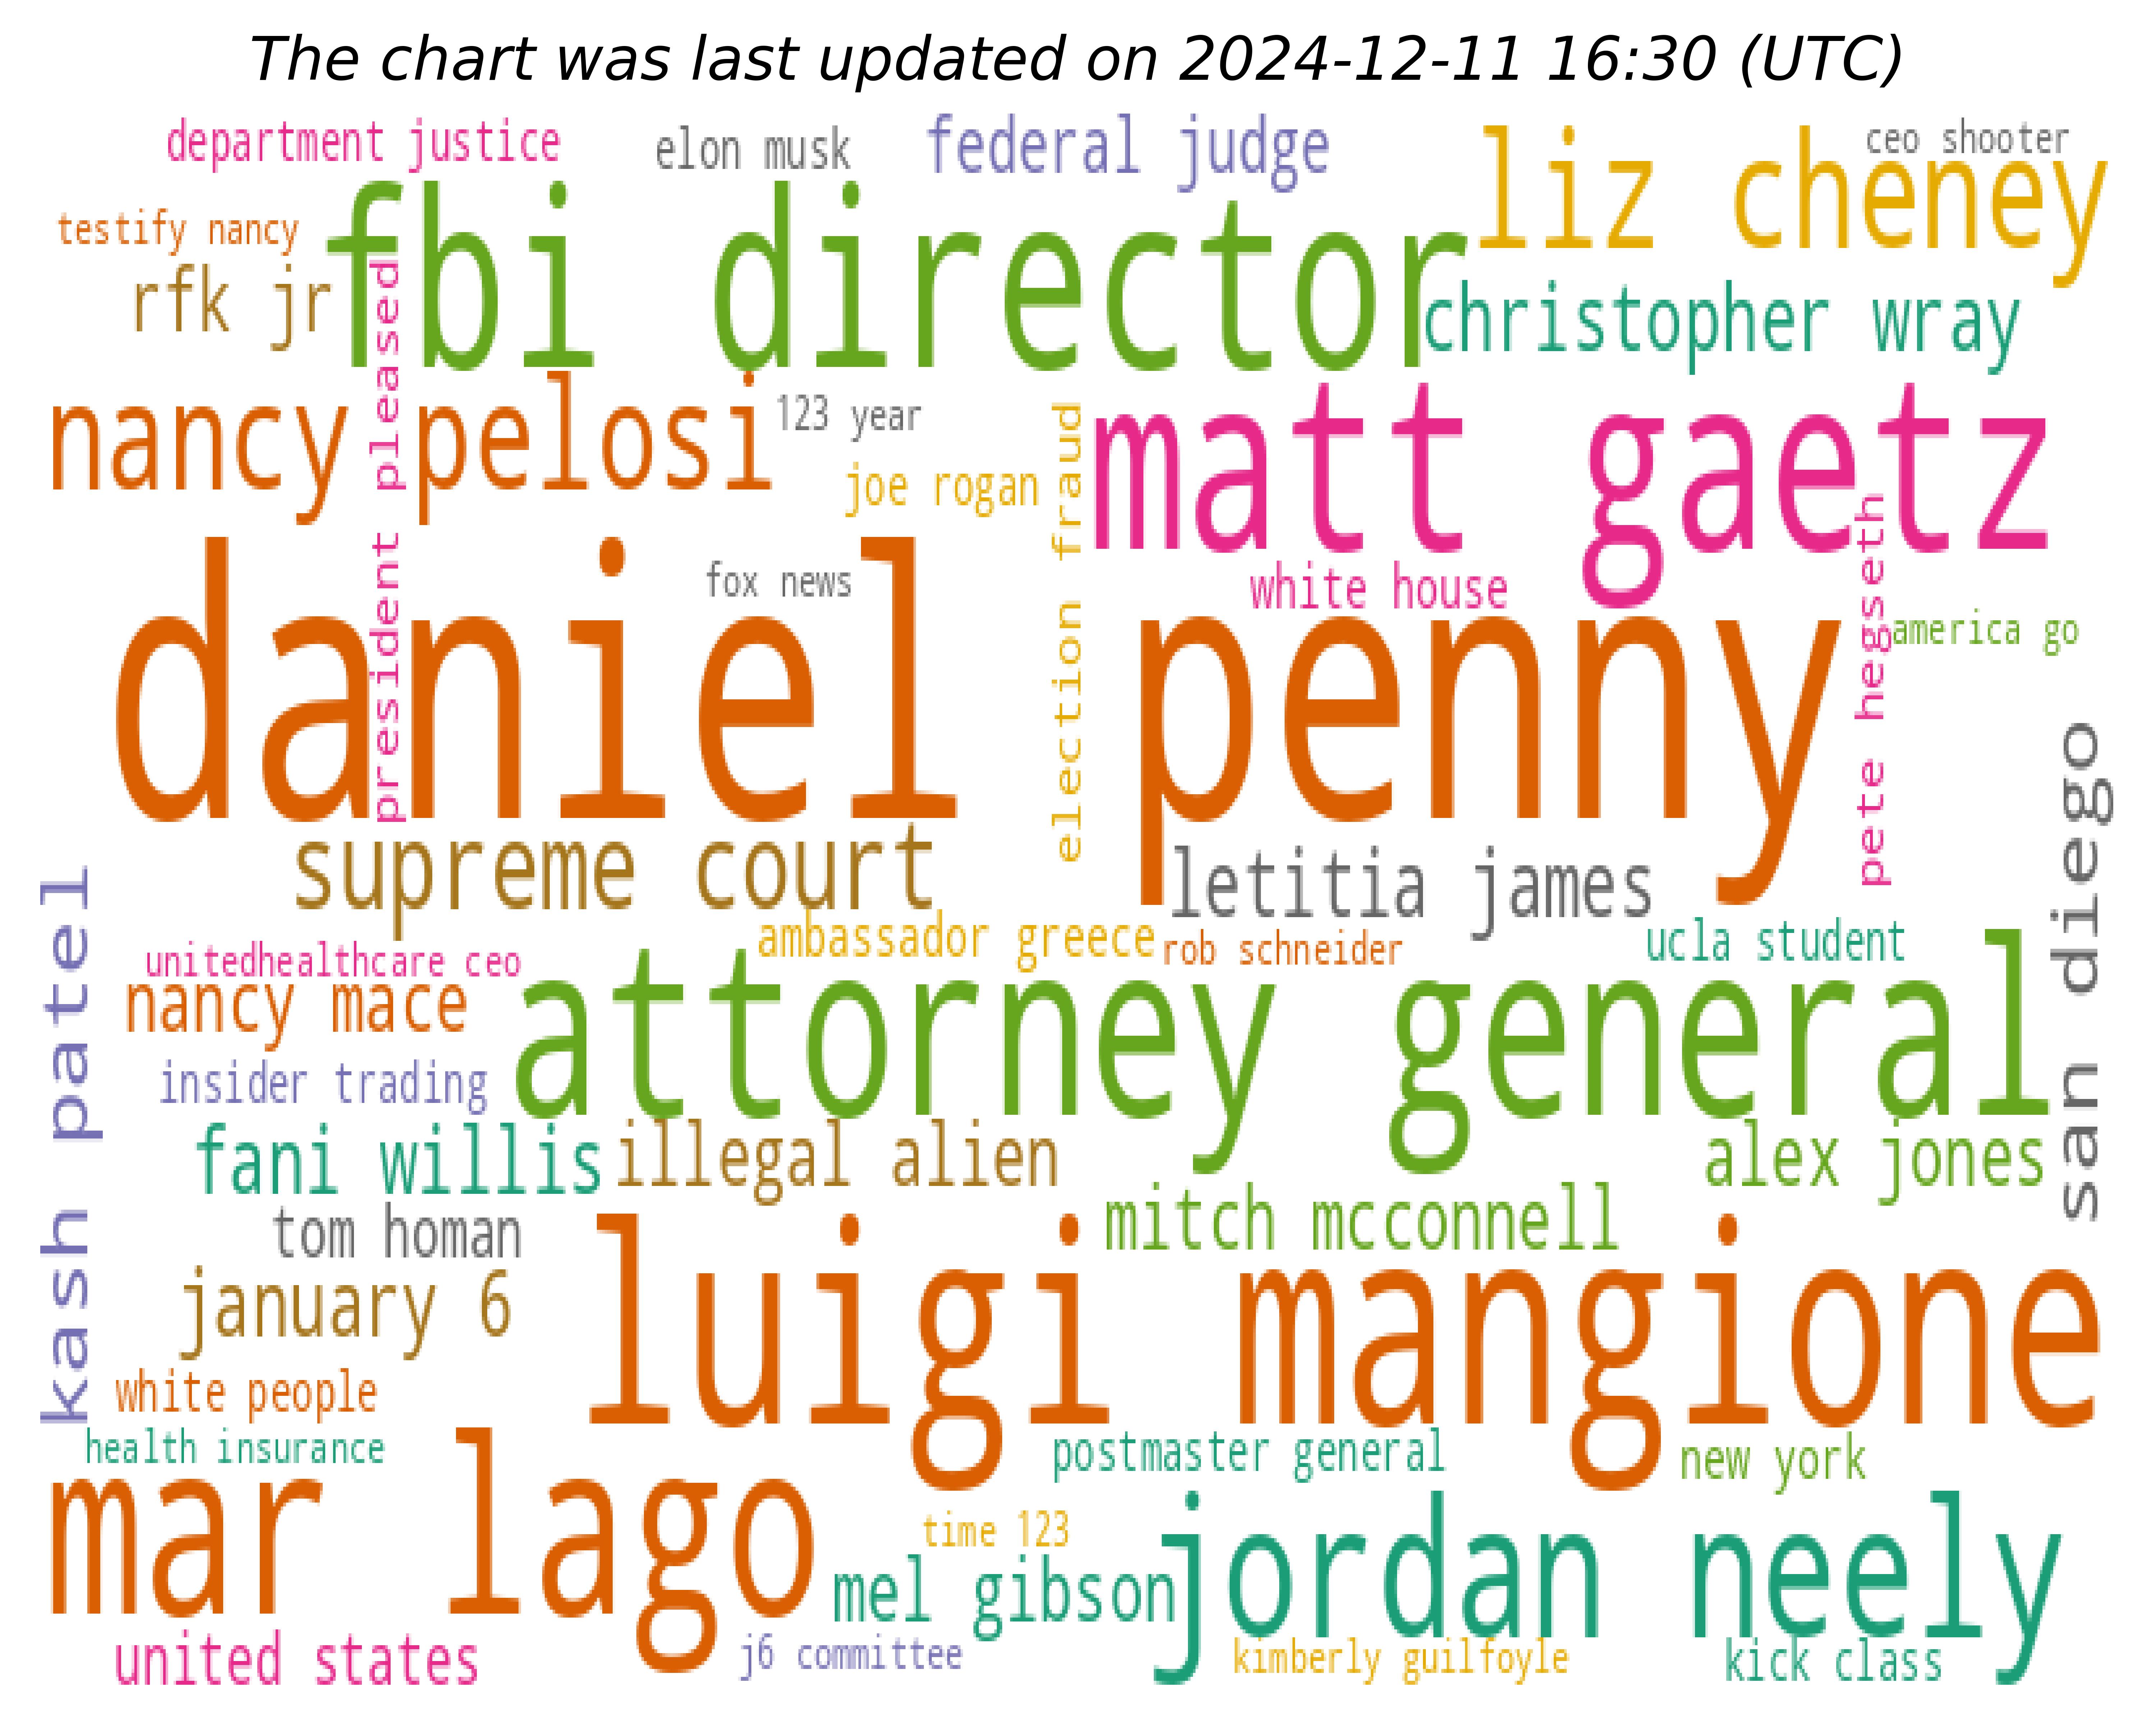 The chart was last updated on 2024-12-11 16:30 (UTC)
department justice
elon musk
federal judge
liz cheney
ceo shooter
testify nancy
fbi director
rfk jr
christopher wray
president pleased
nancy pelosi
123 year
joe rogan
election fraud
matt gaetz
pete hegseth
fox news
white house
america go
daniel penny
san diego
supreme court
letitia james
kash patel
ambassador greece
rob schneider
ucla student
unitedhealthcare ceo
nancy mace
attorney general
insider trading
fani willis
illegal alien
alex jones
tom homan
mitch mcconnell
january 6
luigi mangione
white people
health insurance
postmaster general
new york
mar lago
time 123
mel gibson
jordan neely
united states
j6 committee
kimberly guilfoyle
kick class